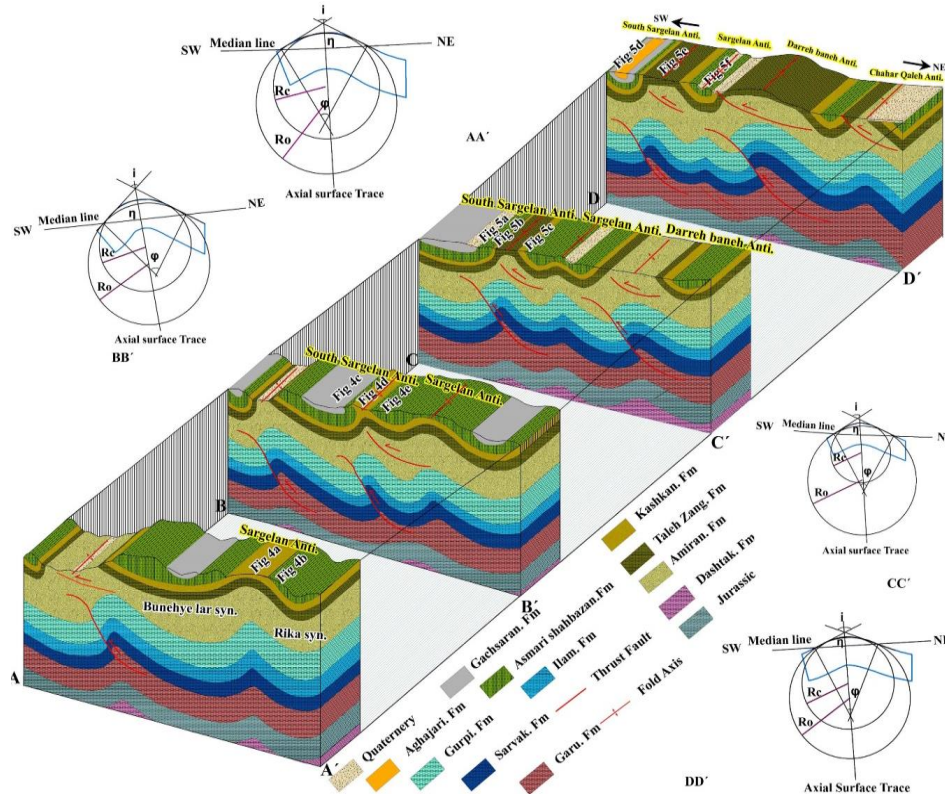 i
η
SW
Median line
NE
Rc
φ
Ro
Axial surface Trace
AA´
i
η
SW
Median line
NE
Rc
φ
Ro
Axial surface Trace
BB´
SW
NE
South Sargelan Anti.
Sargelan Anti.
Darreh baneh Anti.
Chahar Qaleh Anti.
Fig 5d
Fig 5e
Fig 5f
D
D´
South Sargelan Anti. Sargelan Anti. Darreh baneh Anti.
Fig 5a
Fig 5b
Fig 5c
C
C´
South Sargelan Anti. Sargelan Anti.
Fig 4c
Fig 4d
Fig 4e
B
B´
Sargelan Anti.
Fig 4a
Fig 4b
Bunehye lar syn.
Rika syn.
A
A´
Kashkan. Fm
Taleh Zang. Fm
Amiran. Fm
Dashtak. Fm
Jurassic
Gachsaran. Fm
Asmari shahbazan.Fm
Ilam. Fm
Thrust Fault
Fold Axis
Quaternery
Aghajari. Fm
Gurpi. Fm
Sarvak. Fm
Garu. Fm
i
η
SW
Median line
N
Rc
φ
Ro
Axial surface Trace
CC´
i
η
SW
Median line
NE
Rc
φ
Ro
Axial Surface Trace
DD´